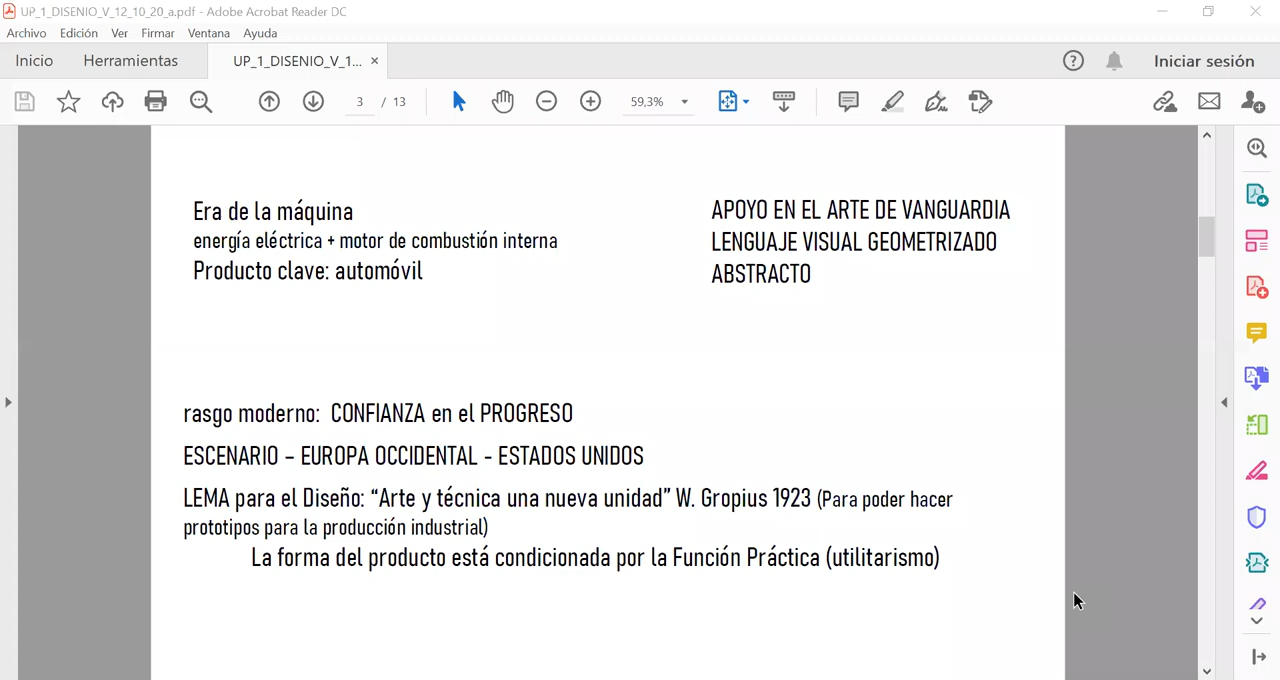 UP_1_DISENIO_V_12_10_20_a.pdf - Adobe Acrobat Reader DC
Archivo Edición Ver Firmar Ventana Ayuda
Inicio Herramientas UP_1_DISENIO_V_1... × Iniciar sesión
3 / 13 59,3%
Era de la máquina
energía eléctrica + motor de combustión interna
Producto clave: automóvil
APOYO EN EL ARTE DE VANGUARDIA
LENGUAJE VISUAL GEOMETRIZADO
ABSTRACTO
rasgo moderno: CONFIANZA en el PROGRESO
ESCENARIO – EUROPA OCCIDENTAL - ESTADOS UNIDOS
LEMA para el Diseño: “Arte y técnica una nueva unidad” W. Gropius 1923 (Para poder hacer
prototipos para la producción industrial)
La forma del producto está condicionada por la Función Práctica (utilitarismo)